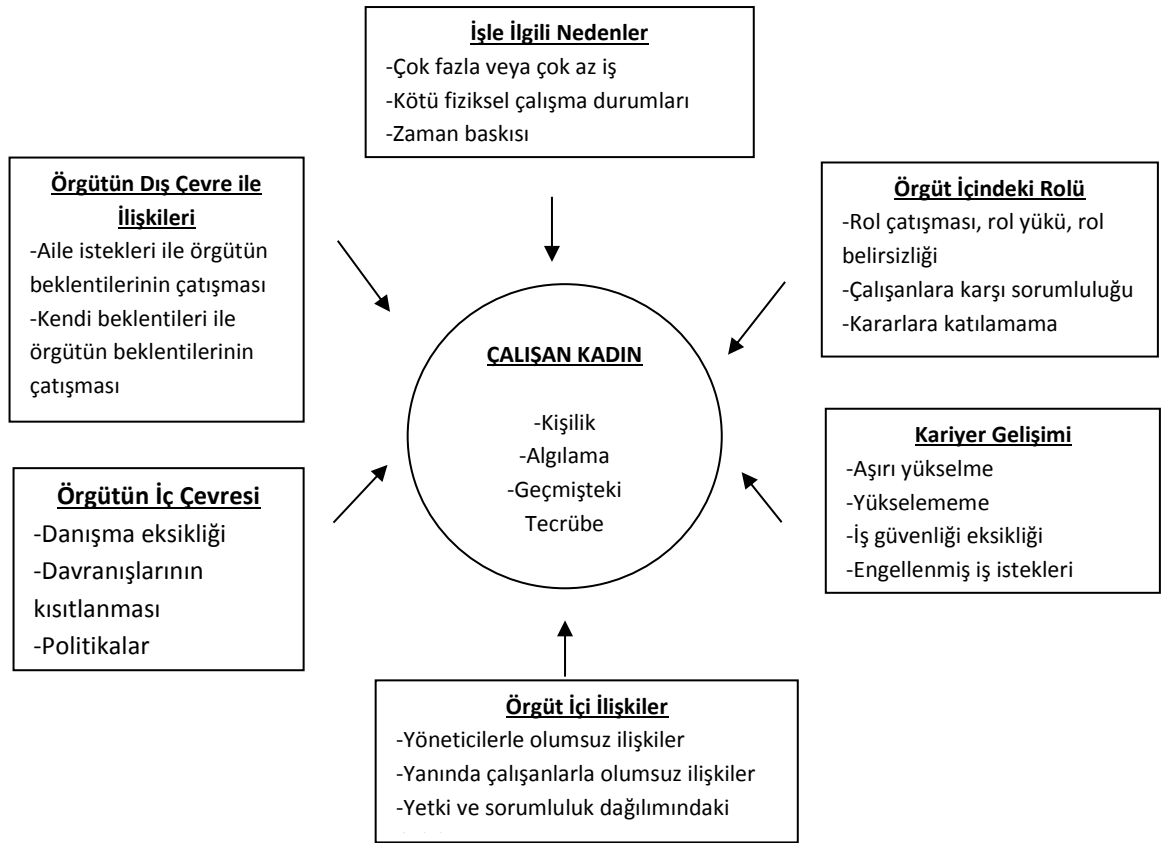 İşle İlgili Nedenler
-Çok fazla veya çok az iş
-Kötü fiziksel çalışma durumları
-Zaman baskısı
Örgütün Dış Çevre ile
İlişkileri
-Aile istekleri ile örgütün
beklentilerinin çatışması
-Kendi beklentileri ile
örgütün beklentilerinin
çatışması
Örgüt İçindeki Rolü
-Rol çatışması, rol yükü, rol
belirsizliği
-Çalışanlara karşı sorumluluğu
-Kararlara katılamama
ÇALIŞAN KADIN
-Kişilik
-Algılama
-Geçmişteki
Tecrübe
Örgütün İç Çevresi
-Danışma eksikliği
-Davranışlarının
kısıtlanması
-Politikalar
Kariyer Gelişimi
-Aşırı yükselme
-Yükselememe
-İş güvenliği eksikliği
-Engellenmiş iş istekleri
Örgüt İçi İlişkiler
-Yöneticilerle olumsuz ilişkiler
-Yanında çalışanlarla olumsuz ilişkiler
-Yetki ve sorumluluk dağılımındaki